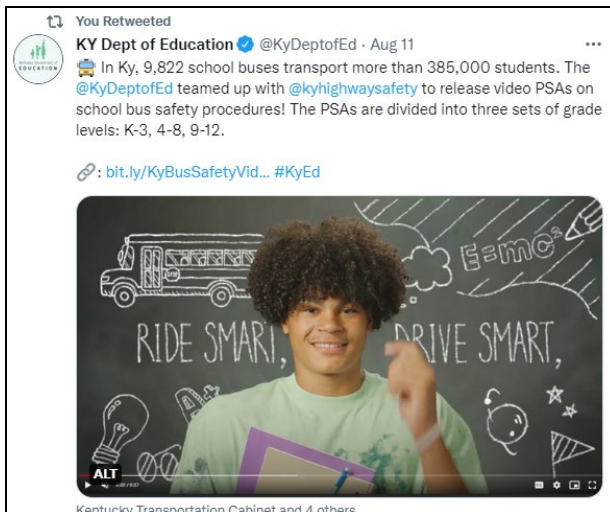 You Retweeted
KY Dept of Education @KyDeptofEd · Aug 11
In Ky, 9,822 school buses transport more than 385,000 students. The
@KyDeptofEd teamed up with @kyhighwaysafety to release video PSAs on
school bus safety procedures! The PSAs are divided into three sets of grade
levels: K-3, 4-8, 9-12.
: bit.ly/KyBusSafetyVid... #KyEd
E=mc²
RIDE SMART, DRIVE SMART,
ALT
Kentucky Transportation Cabinet and 4 others
EDUCATION